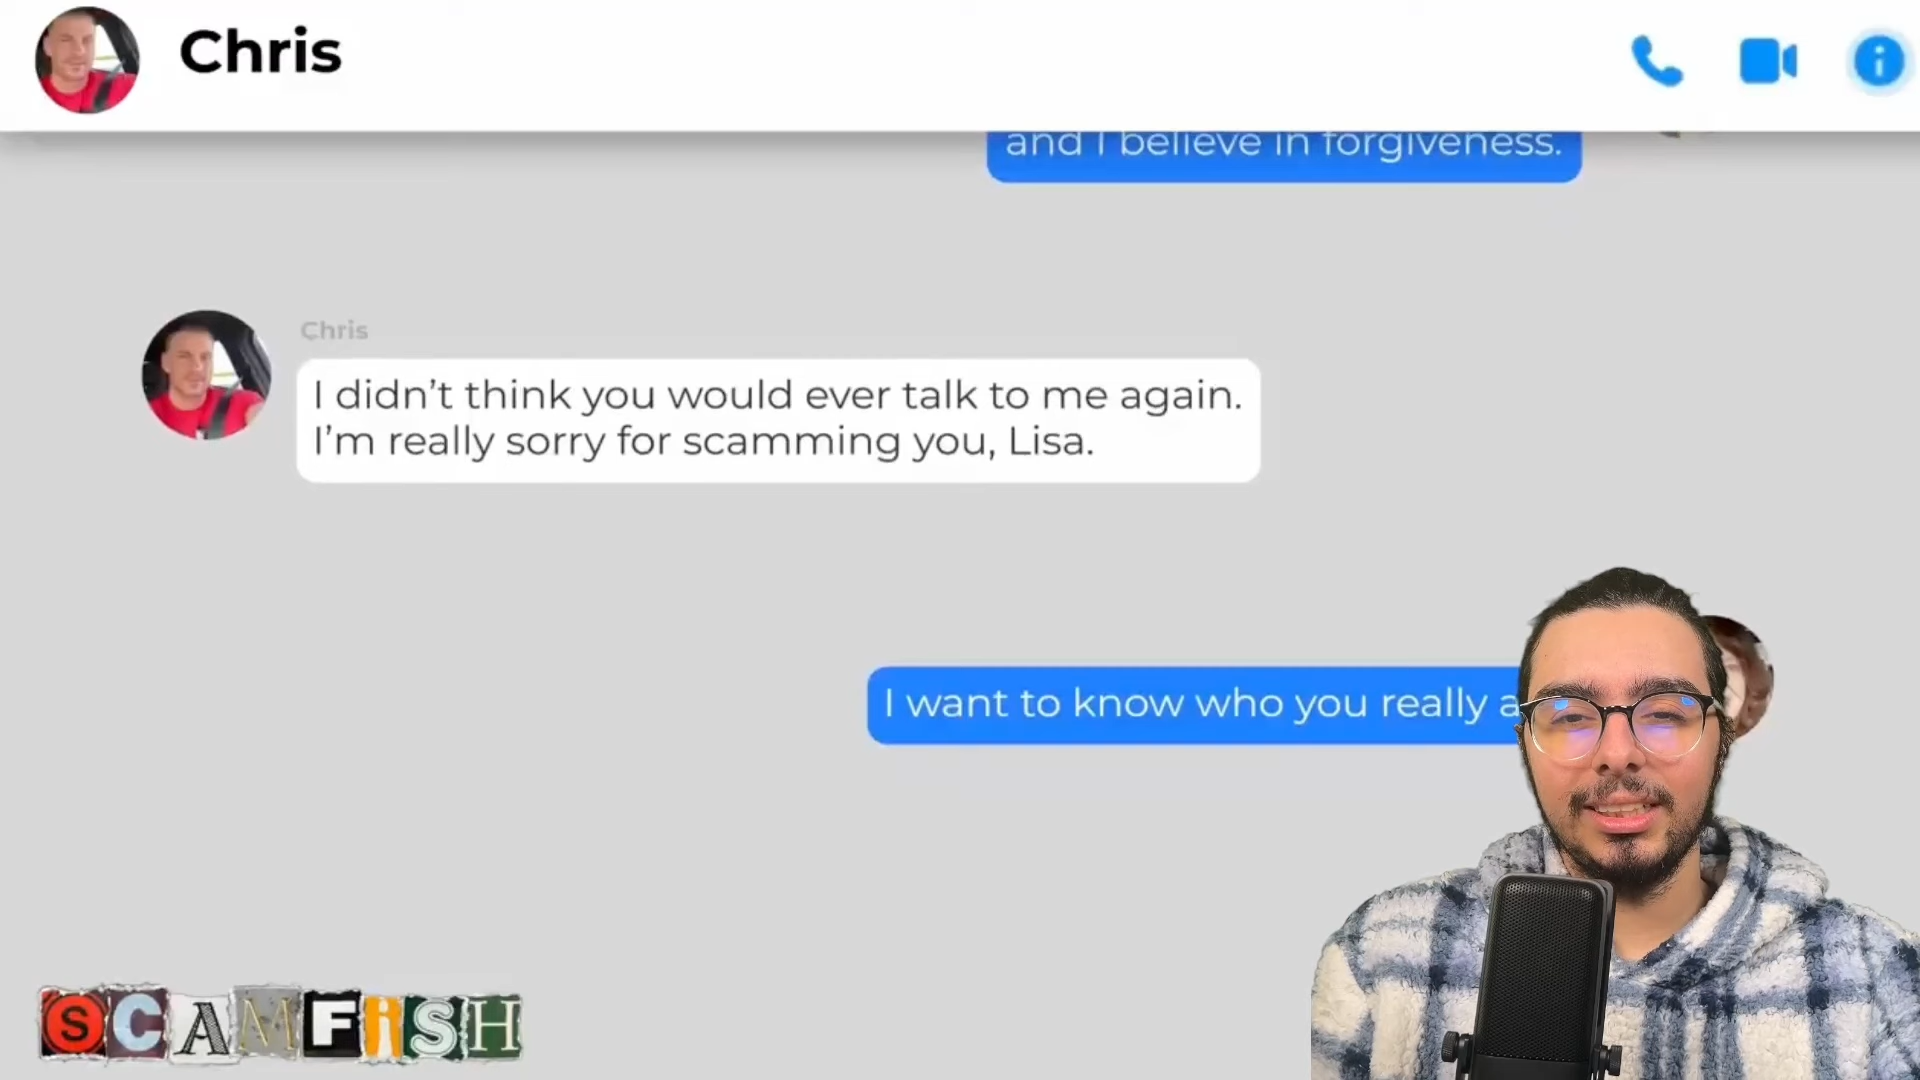 Chris
and I believe in forgiveness.
Chris
I didn't think you would ever talk to me again.
I'm really sorry for scamming you, Lisa.
I want to know who you really a
SCAMFiSH